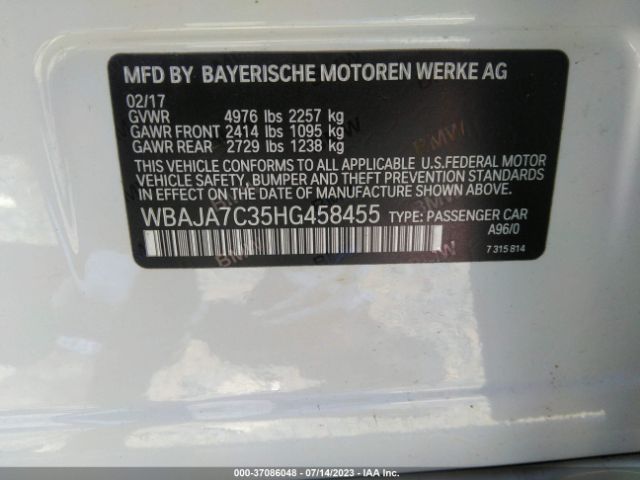 MFD BY BAYERISCHE MOTOREN WERKE AG
02/17
GVWR 4976 lbs 2257 kg
GAWR FRONT 2414 lbs 1095 kg
GAWR REAR 2729 lbs 1238 kg
THIS VEHICLE CONFORMS TO ALL APPLICABLE U.S.FEDERAL MOTOR
VEHICLE SAFETY, BUMPER AND THEFT PREVENTION STANDARDS
IN EFFECT ON THE DATE OF MANUFACTURE SHOWN ABOVE.
WBAJA7C35HG458455 TYPE: PASSENGER CAR
A96/0
7 315 814
000-37086048 - 07/14/2023 - IAA Inc.